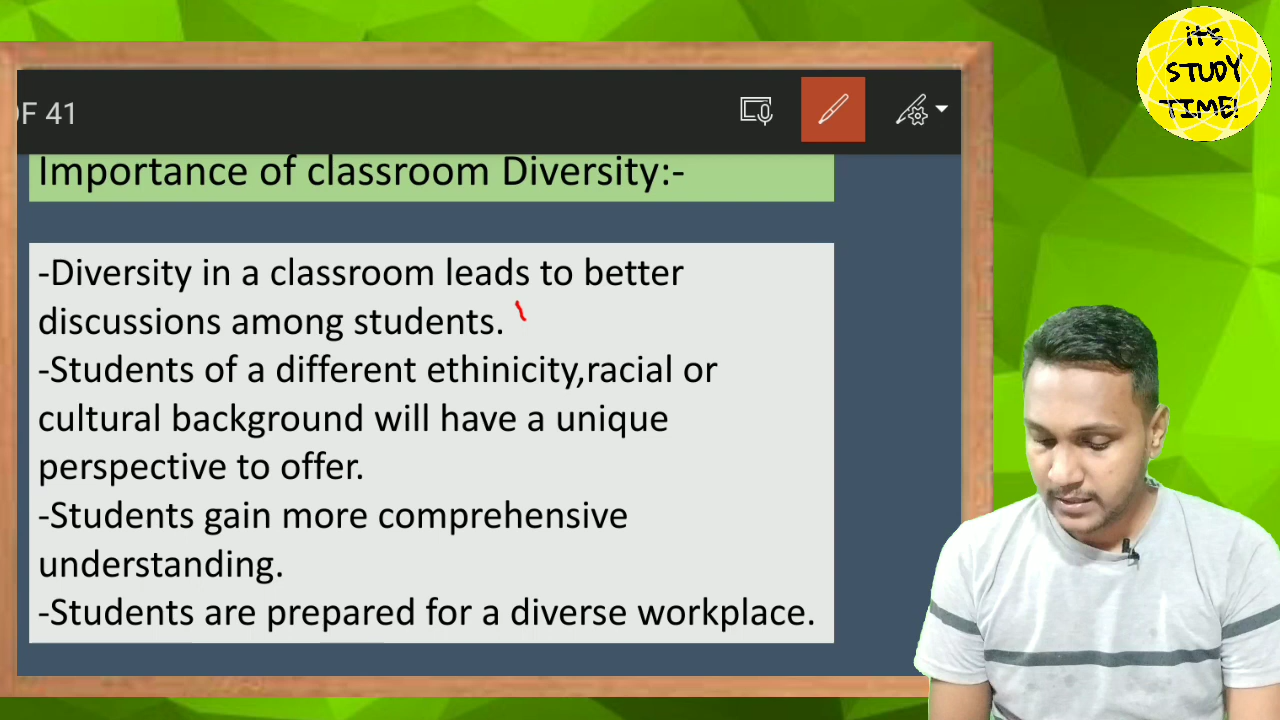 iT'S
STUDY
TIME!
OF 41
Importance of classroom Diversity:-
-Diversity in a classroom leads to better
discussions among students.
-Students of a different ethinicity,racial or
cultural background will have a unique
perspective to offer.
-Students gain more comprehensive
understanding.
-Students are prepared for a diverse workplace.